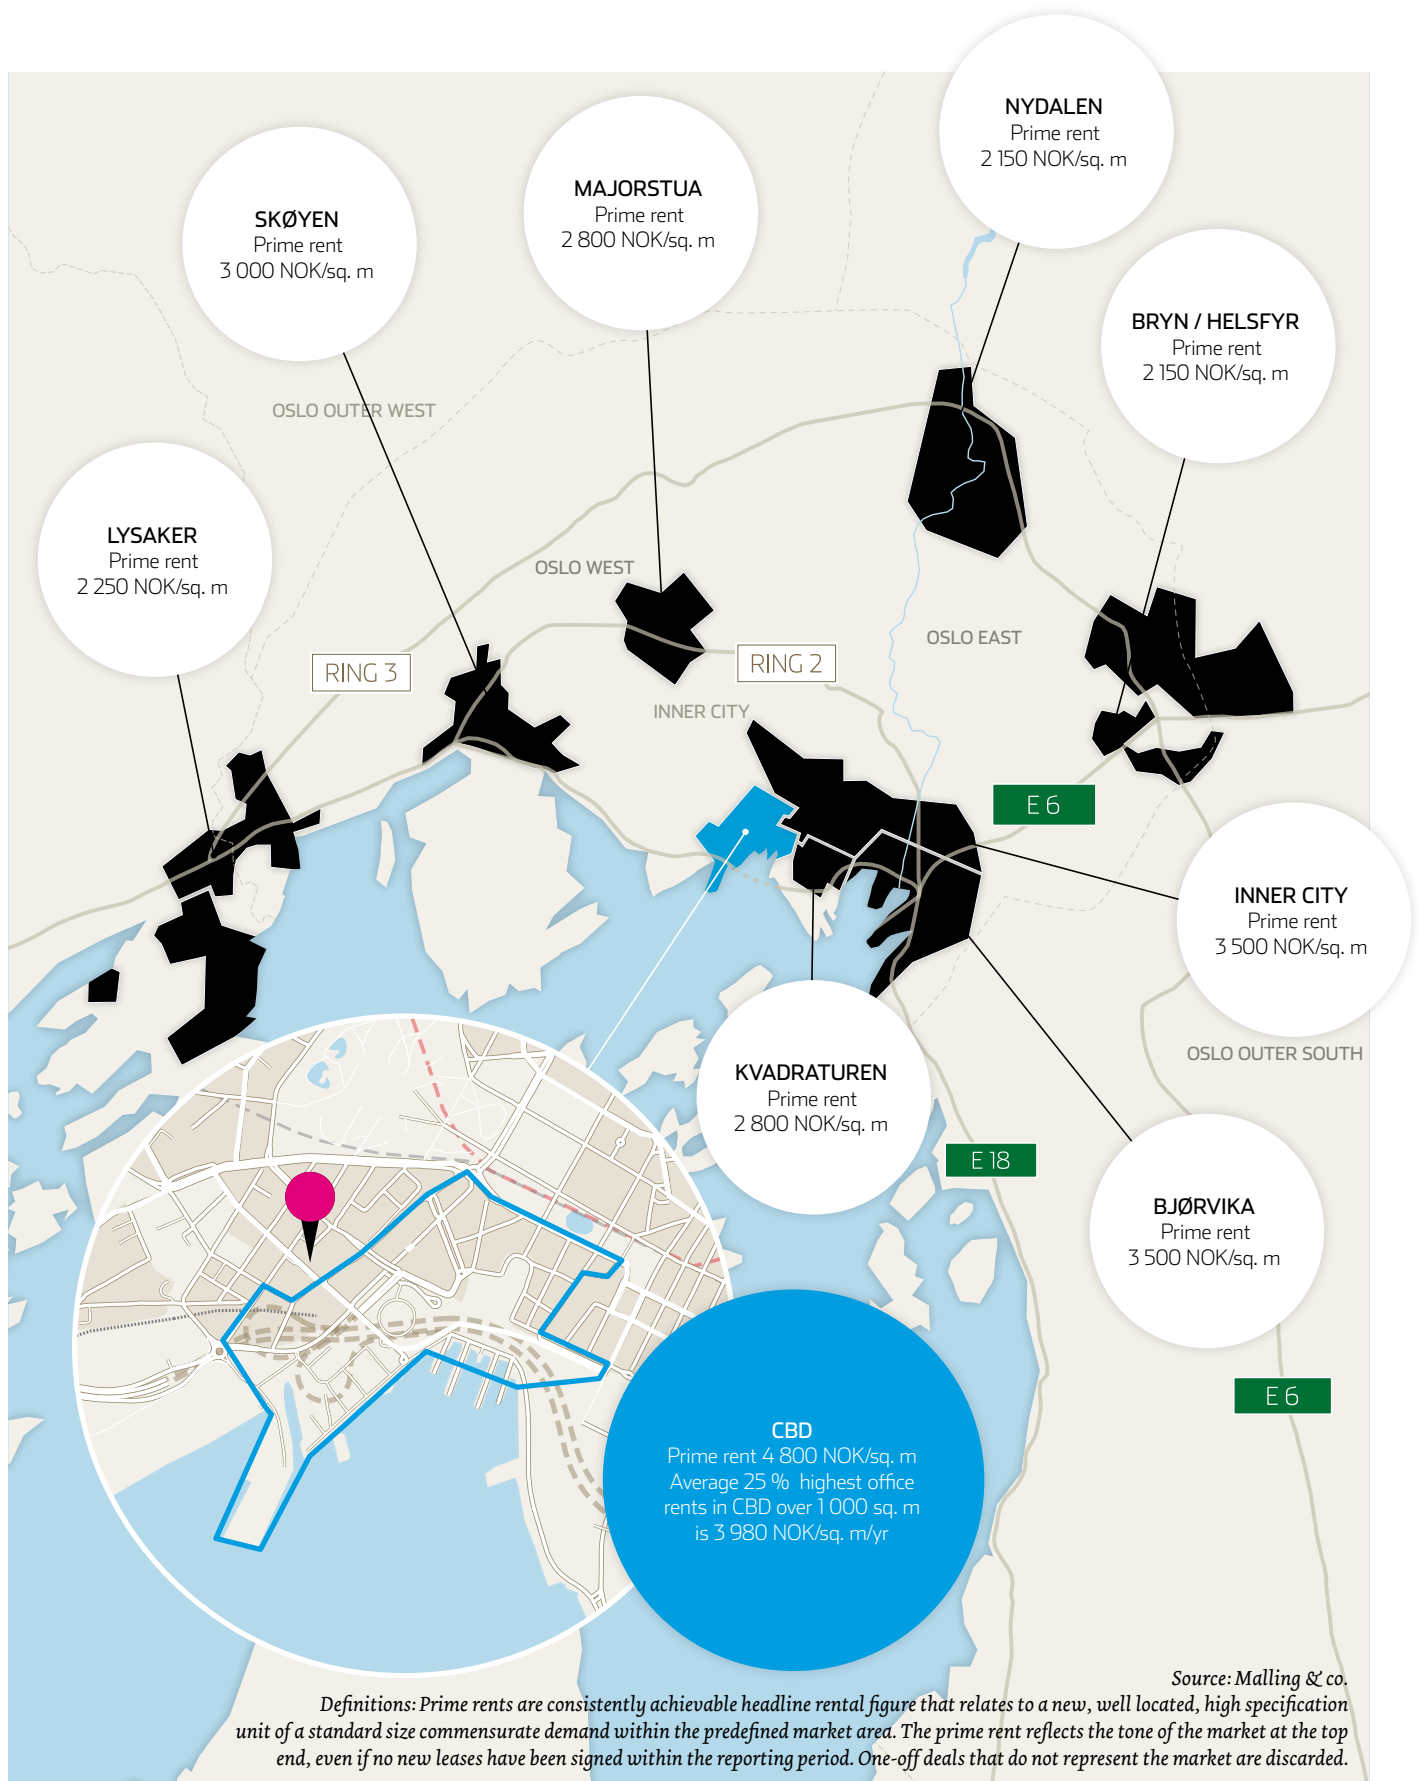 NYDALEN
Prime rent
2 150 NOK/sq. m
MAJORSTUA
Prime rent
2 800 NOK/sq. m
SKØYEN
Prime rent
3 000 NOK/sq. m
BRYN / HELSFYR
Prime rent
2 150 NOK/sq. m
OSLO OUTER WEST
LYSAKER
Prime rent
2 250 NOK/sq. m
OSLO WEST
OSLO EAST
RING 3
RING 2
INNER CITY
E 6
INNER CITY
Prime rent
3 500 NOK/sq. m
OSLO OUTER SOUTH
KVADRATUREN
Prime rent
2 800 NOK/sq. m
E 18
BJØRVIKA
Prime rent
3 500 NOK/sq. m
E 6
CBD
Prime rent 4 800 NOK/sq. m
Average 25 % highest office
rents in CBD over 1 000 sq. m
is 3 980 NOK/sq. m/yr
Source: Malling & co.
Definitions: Prime rents are consistently achievable headline rental figure that relates to a new, well located, high specification
unit of a standard size commensurate demand within the predefined market area. The prime rent reflects the tone of the market at the top
end, even if no new leases have been signed within the reporting period. One-off deals that do not represent the market are discarded.